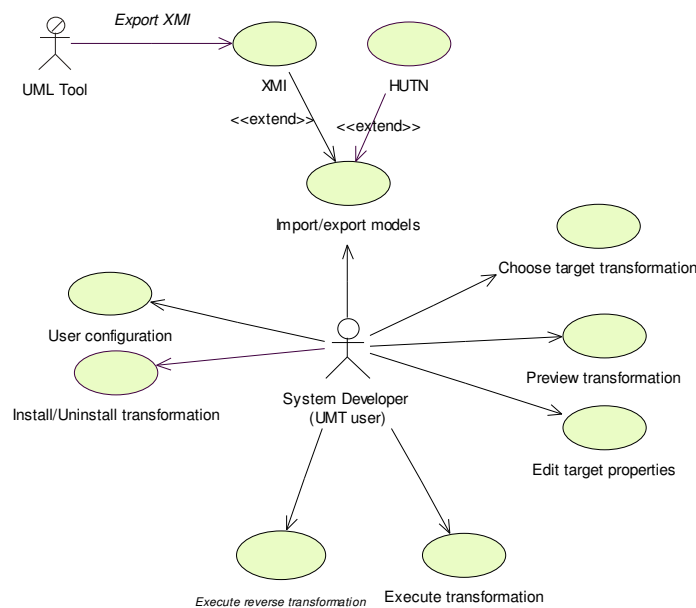 Export XMI
UML Tool
XMI
HUTN
<<extend>>
<<extend>>
Import/export models
Choose target transformation
User configuration
Preview transformation
Install/Uninstall transformation
System Developer
(UMT user)
Edit target properties
Execute reverse transformation
Execute transformation